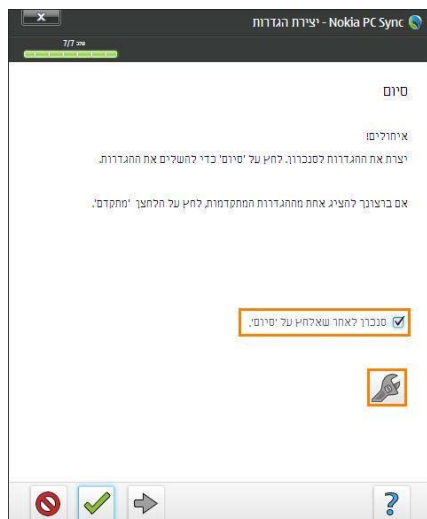 Nokia PC Sync - יצירת הגדרות
שלב 7/7
סיום
איחולים!
יצרת את ההגדרות לסנכרון. לחץ על 'סיום' כדי להשלים את ההגדרות.
אם ברצונך להציג אחת מההגדרות המתקדמות, לחץ על הלחצן 'מתקדם'.
סנכרן לאחר שאלחץ על 'סיום'.